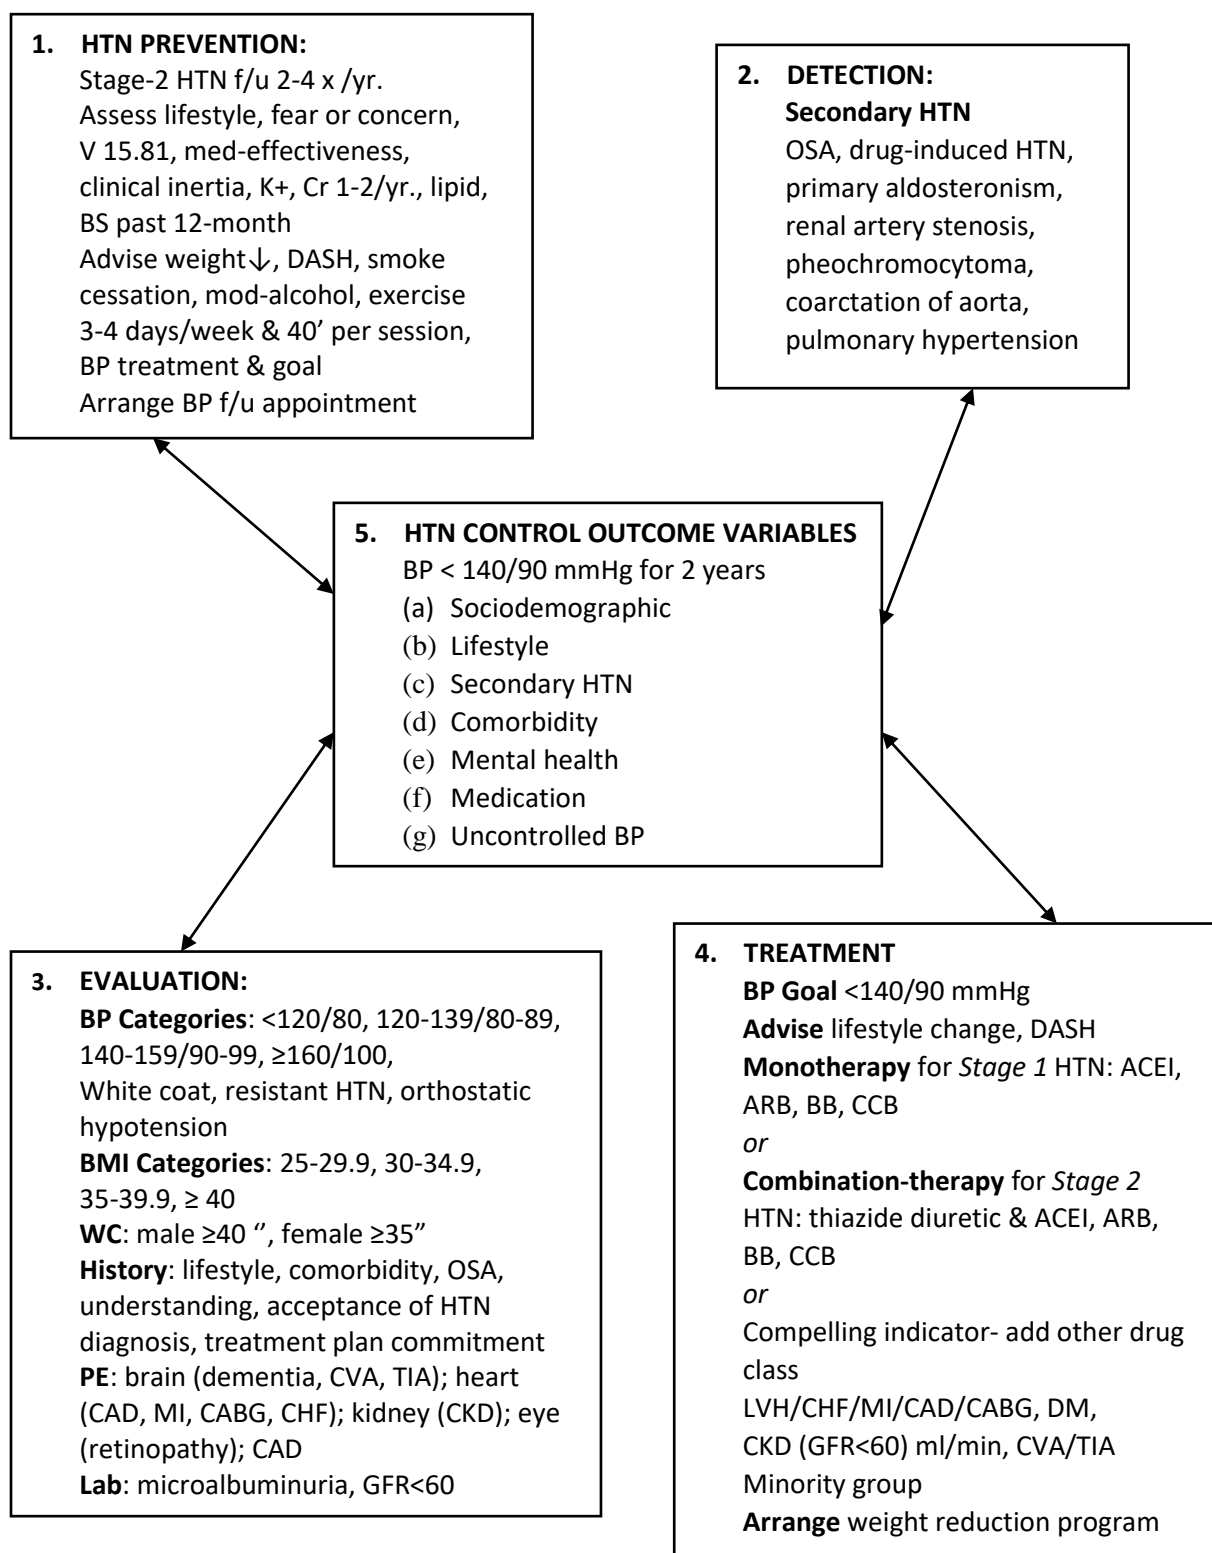 1. HTN PREVENTION:
Stage-2 HTN f/u 2-4 x /yr.
Assess lifestyle, fear or concern,
V 15.81, med-effectiveness,
clinical inertia, K+, Cr 1-2/yr., lipid,
BS past 12-month
Advise weight↓, DASH, smoke
cessation, mod-alcohol, exercise
3-4 days/week & 40’ per session,
BP treatment & goal
Arrange BP f/u appointment
2. DETECTION:
Secondary HTN
OSA, drug-induced HTN,
primary aldosteronism,
renal artery stenosis,
pheochromocytoma,
coarctation of aorta,
pulmonary hypertension
5. HTN CONTROL OUTCOME VARIABLES
BP < 140/90 mmHg for 2 years
(a) Sociodemographic
(b) Lifestyle
(c) Secondary HTN
(d) Comorbidity
(e) Mental health
(f) Medication
(g) Uncontrolled BP
3. EVALUATION:
BP Categories: <120/80, 120-139/80-89,
140-159/90-99, ≥160/100,
White coat, resistant HTN, orthostatic
hypotension
BMI Categories: 25-29.9, 30-34.9,
35-39.9, ≥ 40
WC: male ≥40 “, female ≥35”
History: lifestyle, comorbidity, OSA,
understanding, acceptance of HTN
diagnosis, treatment plan commitment
PE: brain (dementia, CVA, TIA); heart
(CAD, MI, CABG, CHF); kidney (CKD); eye
(retinopathy); CAD
Lab: microalbuminuria, GFR<60
4. TREATMENT
BP Goal <140/90 mmHg
Advise lifestyle change, DASH
Monotherapy for Stage 1 HTN: ACEI,
ARB, BB, CCB
or
Combination-therapy for Stage 2
HTN: thiazide diuretic & ACEI, ARB,
BB, CCB
or
Compelling indicator- add other drug
class
LVH/CHF/MI/CAD/CABG, DM,
CKD (GFR<60) ml/min, CVA/TIA
Minority group
Arrange weight reduction program